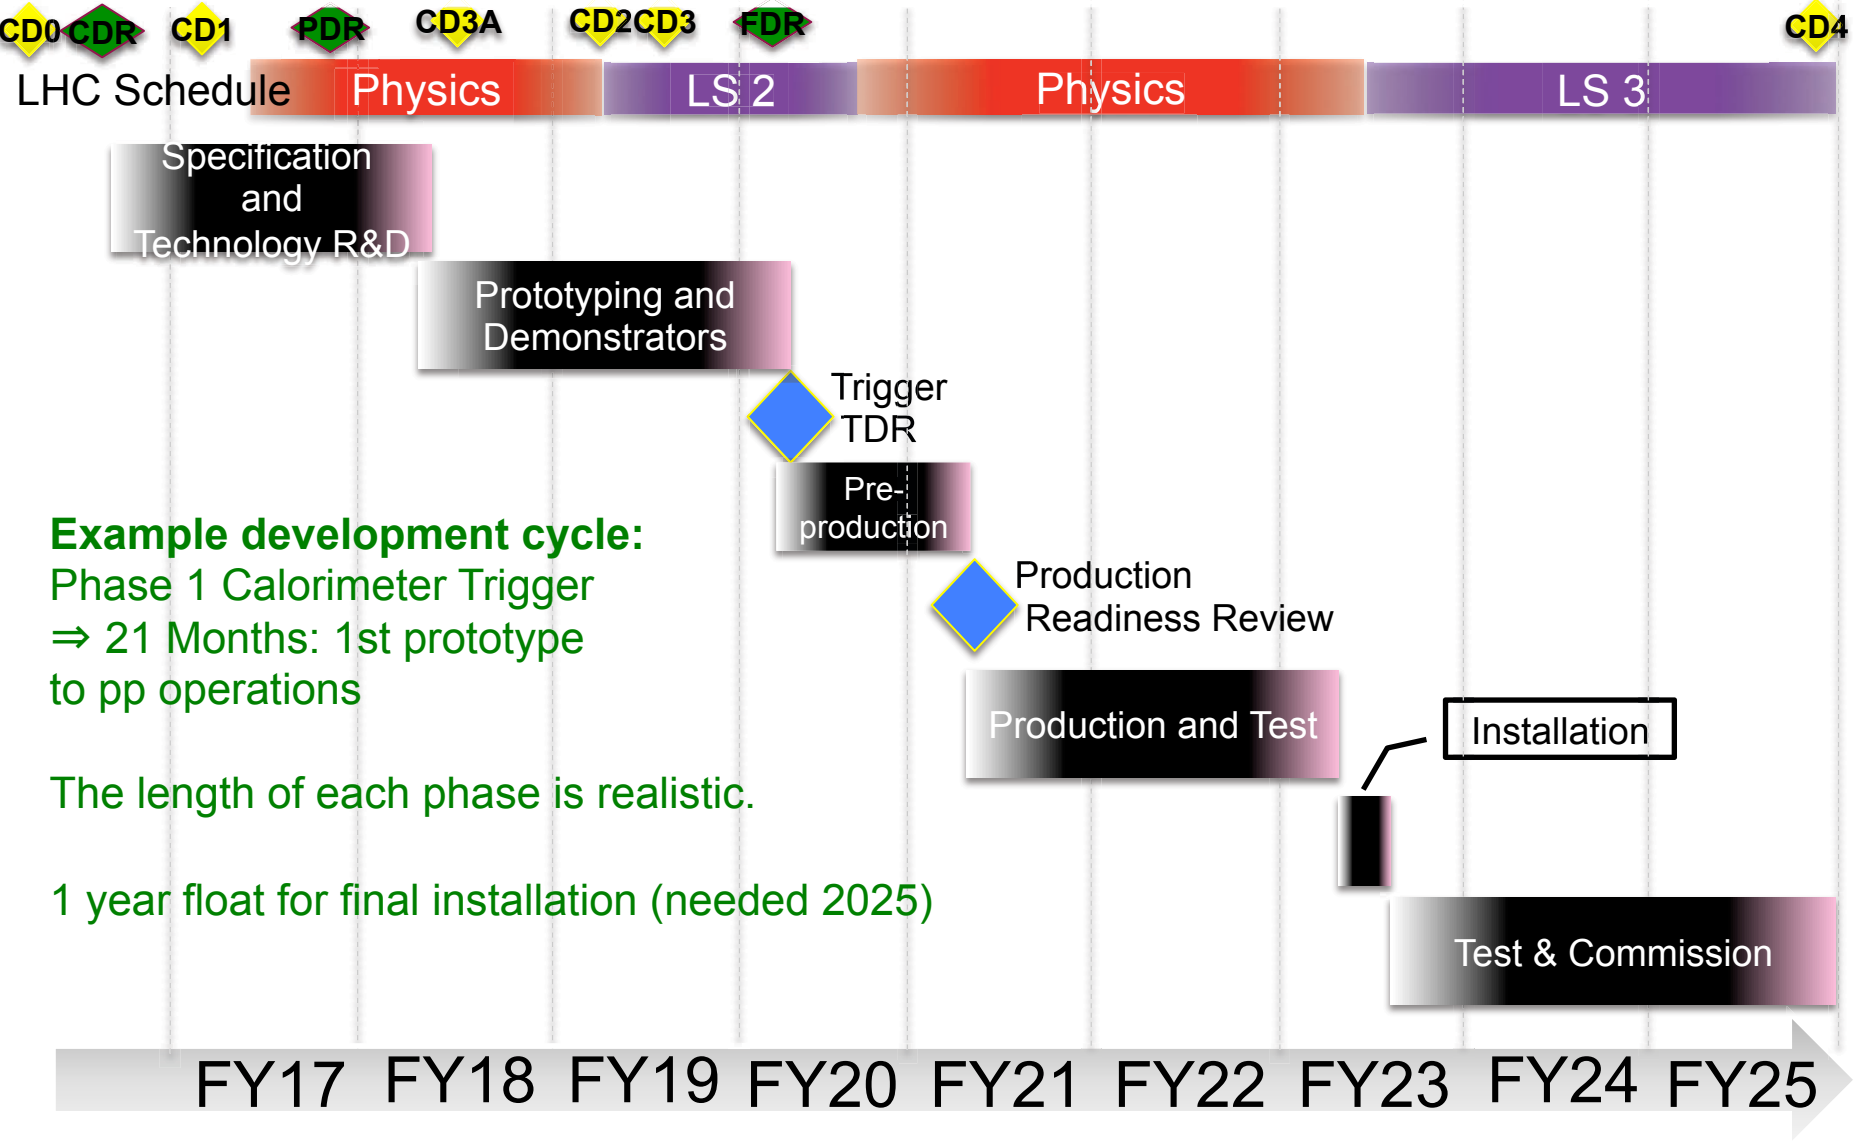 CD0 CDR CD1 PDR CD3A CD2 CD3 FDR CD4
LHC Schedule Physics LS 2 Physics LS 3
Specification
and
Technology R&D
Prototyping and
Demonstrators
Trigger
TDR
Pre-
production
Example development cycle:
Phase 1 Calorimeter Trigger
⇒ 21 Months: 1st prototype
to pp operations
Production
Readiness Review
Production and Test
Installation
The length of each phase is realistic.
1 year float for final installation (needed 2025)
Test & Commission
FY17 FY18 FY19 FY20 FY21 FY22 FY23 FY24 FY25